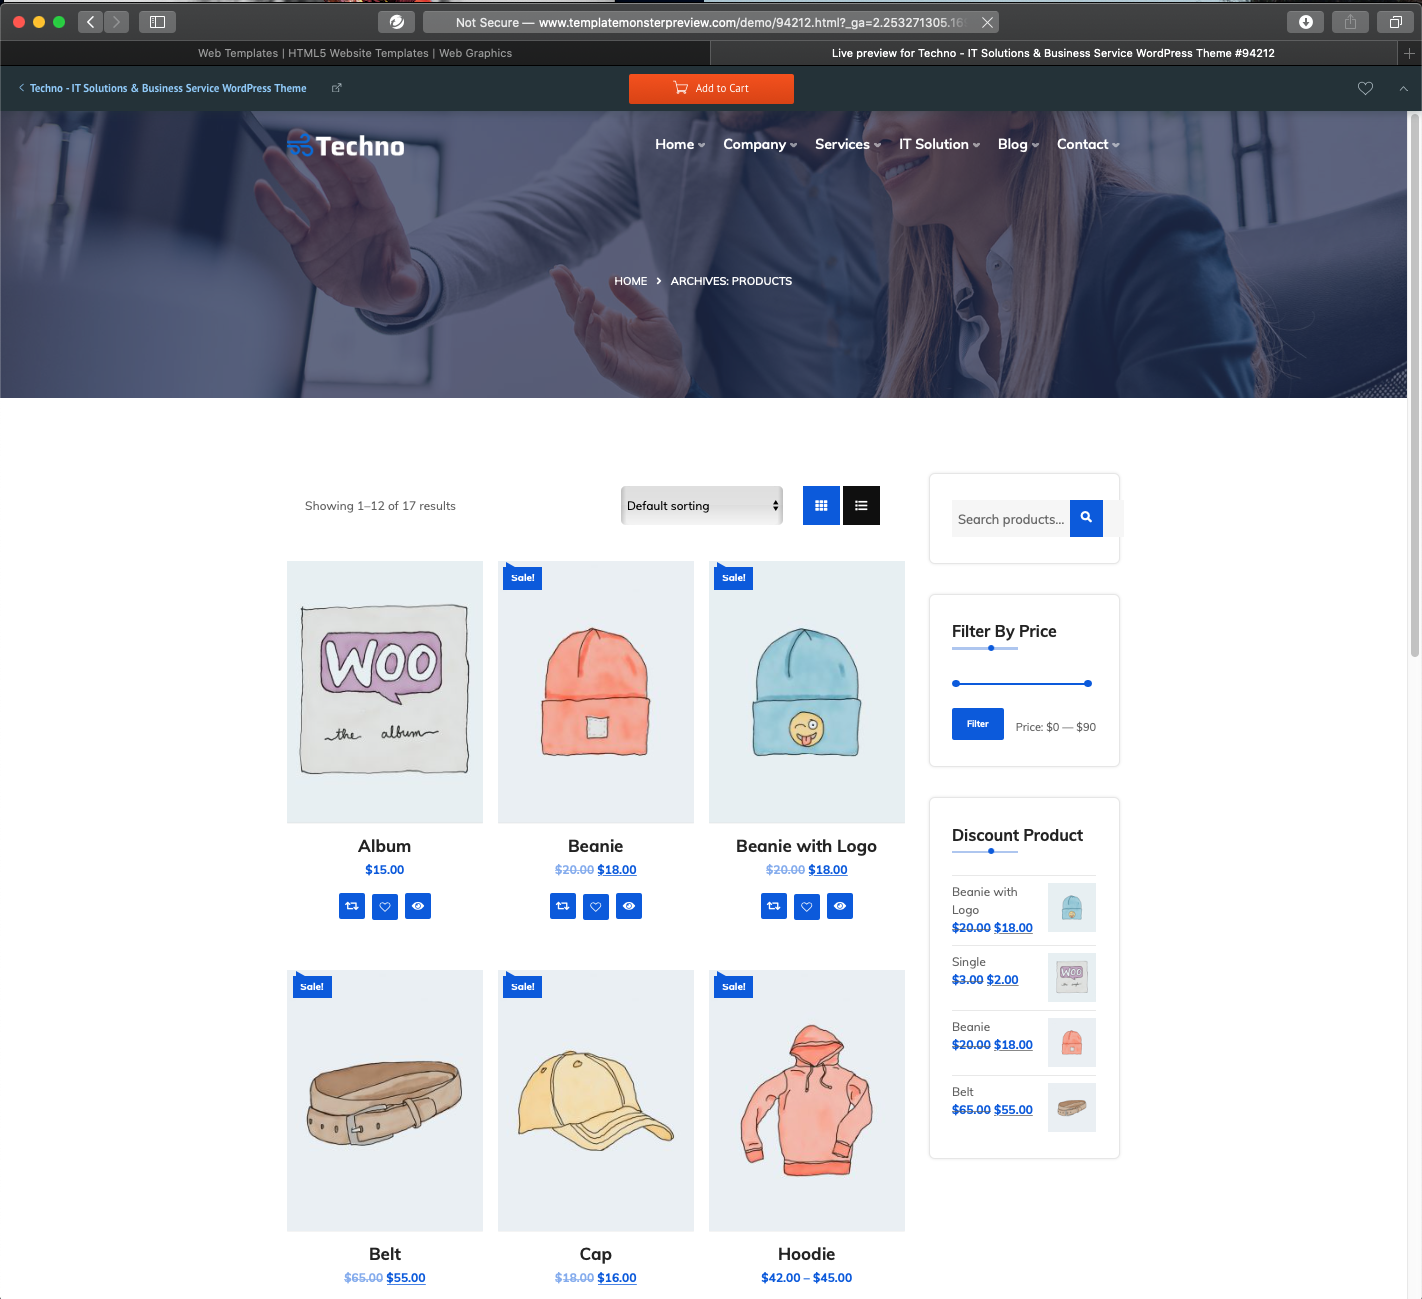 Not Secure — www.templatemonsterpreview.com/demo/94212.html?_ga=2.253271305.16
Web Templates | HTML5 Website Templates | Web Graphics
Live preview for Techno - IT Solutions & Business Service WordPress Theme #94212
Techno - IT Solutions & Business Service WordPress Theme
Add to Cart
Techno
Home
Company
Services
IT Solution
Blog
Contact
HOME > ARCHIVES: PRODUCTS
Showing 1–12 of 17 results
Default sorting
Search products...
Filter By Price
Filter
Price: $0 — $90
Discount Product
Beanie with
Logo
$20.00 $18.00
Single
$3.00 $2.00
Beanie
$20.00 $18.00
Belt
$65.00 $55.00
WOO
the album
Album
$15.00
Sale!
Beanie
$20.00 $18.00
Sale!
Beanie with Logo
$20.00 $18.00
Sale!
Belt
$65.00 $55.00
Sale!
Cap
$18.00 $16.00
Sale!
Hoodie
$42.00 – $45.00